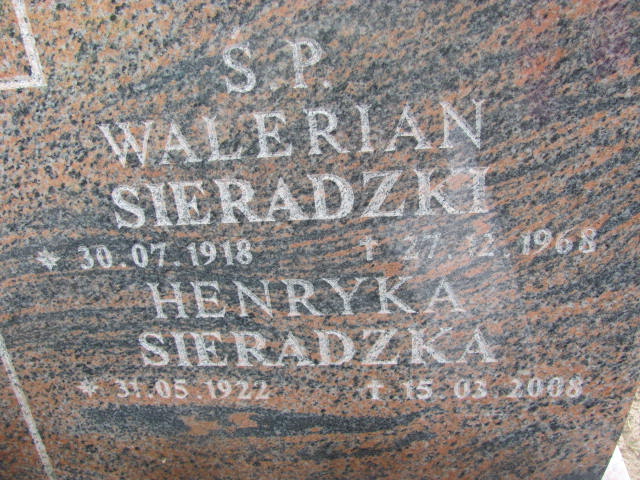 Ś.P.
WALERIAN
SIERADZKI
* 30.07.1918 † 27.12.1968
HENRYKA
SIERADZKA
* 31.05.1922 † 15.03.2008